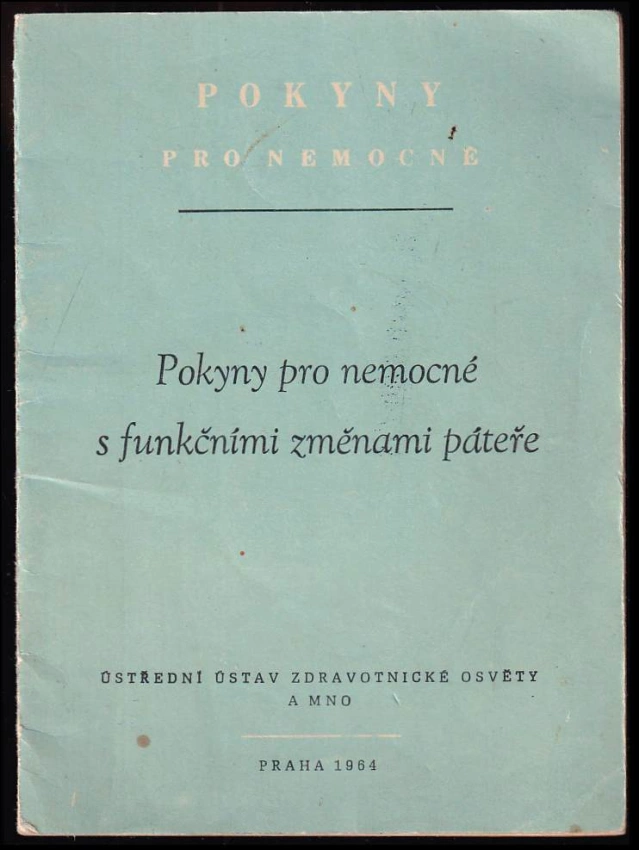 POKYNY
PRO NEMOCNÉ
Pokyny pro nemocné
s funkčními změnami páteře
ÚSTŘEDNÍ ÚSTAV ZDRAVOTNICKÉ OSVĚTY
A MNO
PRAHA 1964